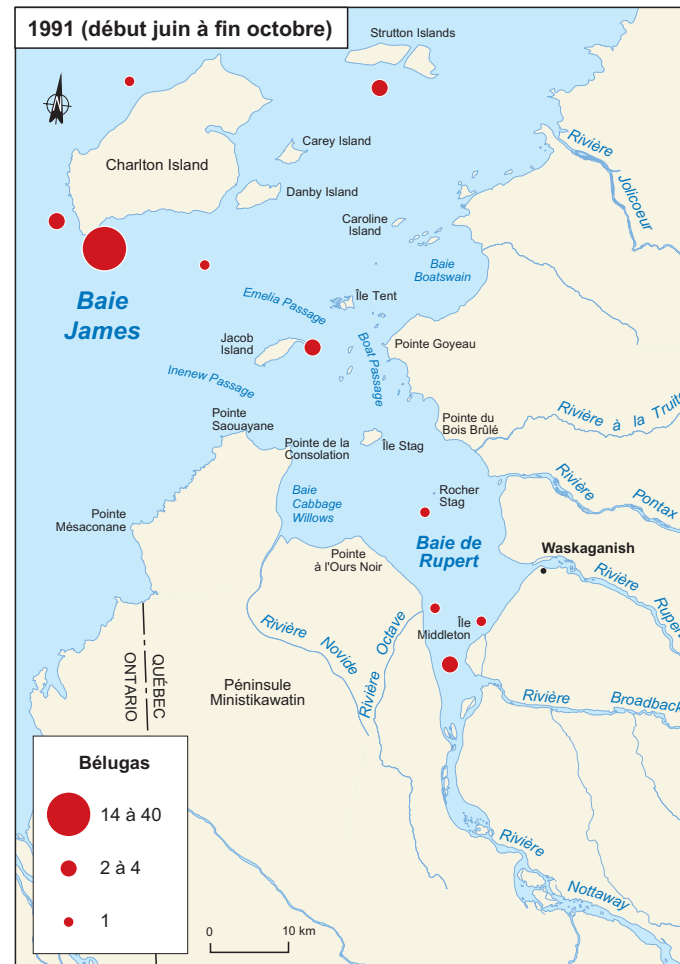 1991 (début juin à fin octobre)
Strutton Islands
N
Carey Island
Charlton Island
Rivière
Jolicoeur
Danby Island
Caroline
Island
Baie
Boatswain
Baie
James
Emelia Passage
Île Tent
Jacob
Island
Boat Passage
Pointe Goyeau
Inenew Passage
Pointe
Saouayane
Pointe du
Bois Brûlé
Rivière à la Truite
Pointe de la
Consolation
Île Stag
Baie
Cabbage
Willows
Rocher
Stag
Rivière
Pontax
Pointe
Mésaconane
Baie de
Rupert
Waskaganish
Pointe
à l'Ours Noir
Rivière
Rupert
Rivière Novide
Rivière Octave
Île
Middleton
ONTARIO
QUÉBEC
Péninsule
Ministikawatin
Rivière
Broadback
Bélugas
14 à 40
2 à 4
1
0
10 km
Rivière
Nottaway